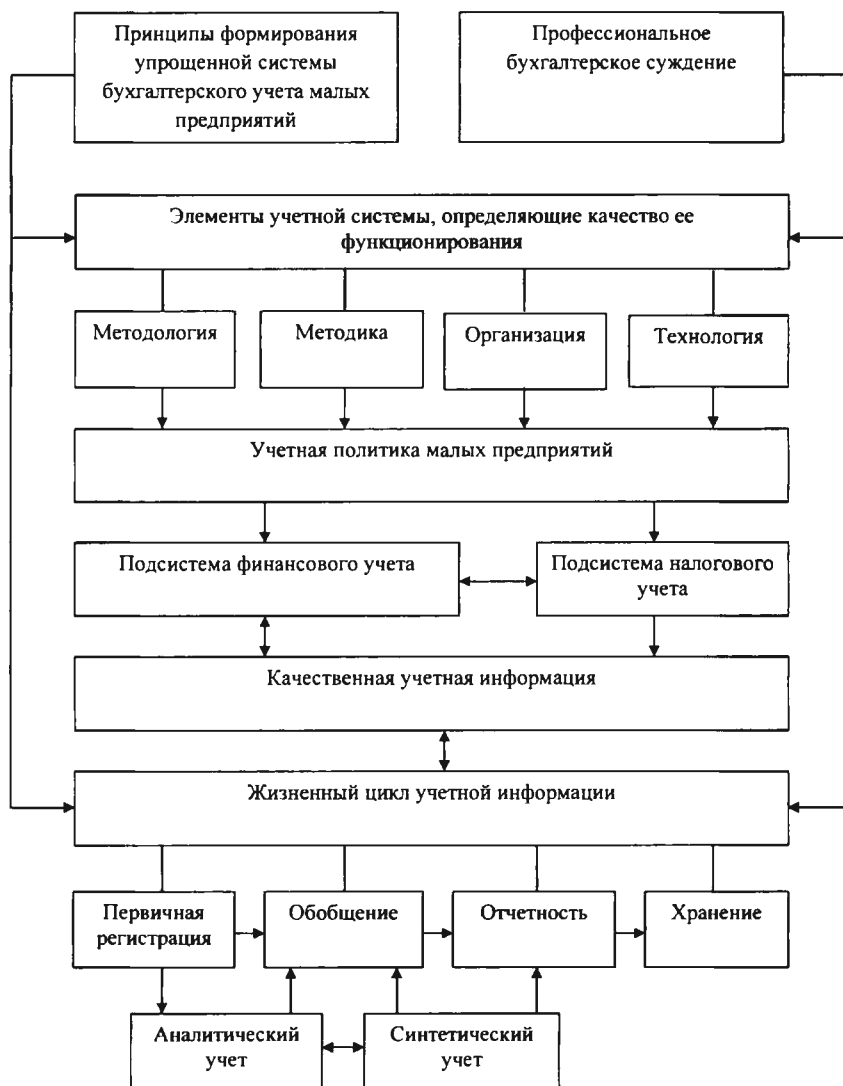 Принципы формирования
упрощенной системы
бухгалтерского учета малых
предприятий
Профессиональное
бухгалтерское суждение
Элементы учетной системы, определяющие качество ее
функционирования
Методология
Методика
Организация
Технология
Учетная политика малых предприятий
Подсистема финансового учета
Подсистема налогового
учета
Качественная учетная информация
Жизненный цикл учетной информации
Первичная
регистрация
Обобщение
Отчетность
Хранение
Аналитический
учет
Синтетический
учет